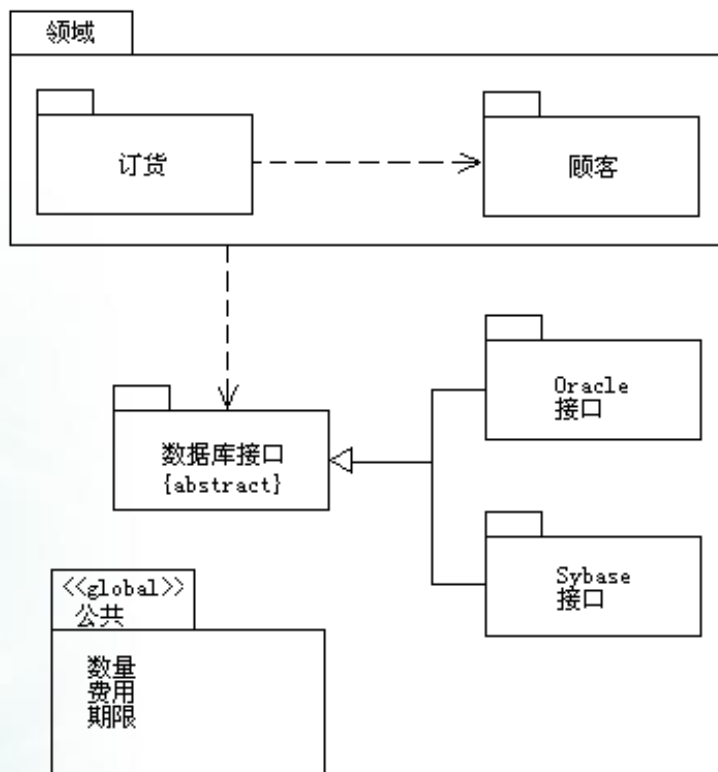 领域
订货
顾客
Oracle
接口
数据库接口
{abstract}
Sybase
接口
<<global>>
公共
数量
费用
期限